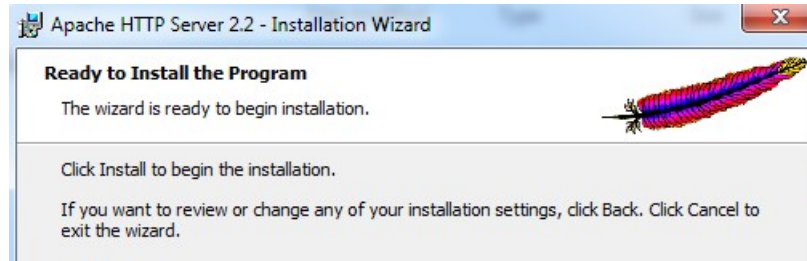 Apache HTTP Server 2.2 - Installation Wizard
Ready to Install the Program
The wizard is ready to begin installation.
Click Install to begin the installation.
If you want to review or change any of your installation settings, click Back. Click Cancel to
exit the wizard.